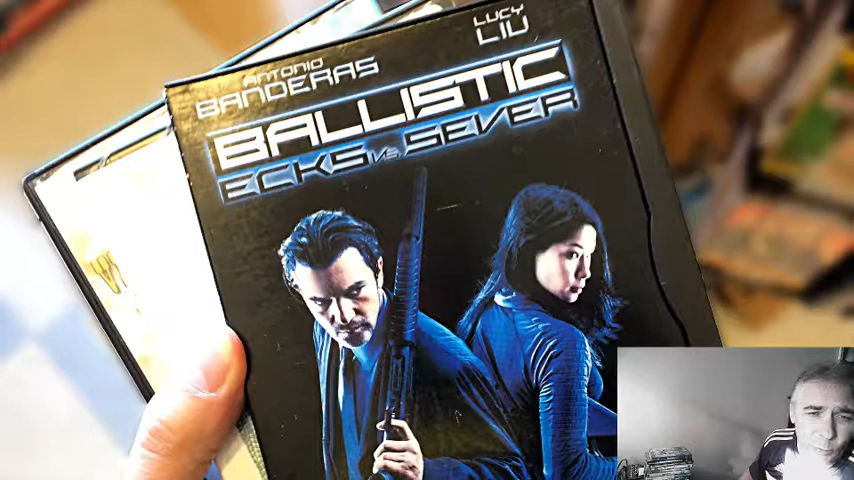 ANTONIO
BANDERAS
LUCY
LIU
BALLISTIC
ECKS VS. SEVER